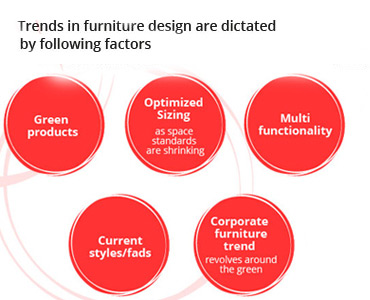 Trends in furniture design are dictated
by following factors
Green
products
Optimized
Sizing
as space
standards
are shrinking
Multi
functionality
Current
styles/fads
Corporate
furniture
trend
revolves around
the green